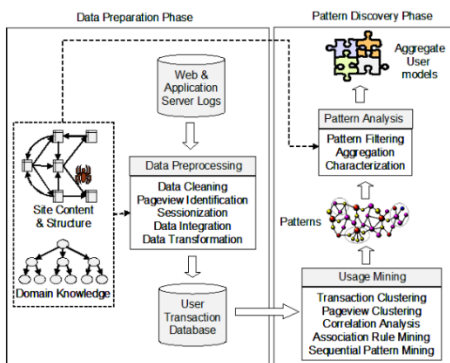 Data Preparation Phase
Pattern Discovery Phase
Web &
Application
Server Logs
Data Preprocessing
Data Cleaning
Pageview Identification
Sessionization
Data Integration
Data Transformation
Site Content
& Structure
Domain Knowledge
User
Transaction
Database
Aggregate
User
models
Pattern Analysis
Pattern Filtering
Aggregation
Characterization
Patterns
Usage Mining
Transaction Clustering
Pageview Clustering
Correlation Analysis
Association Rule Mining
Sequential Pattern Mining